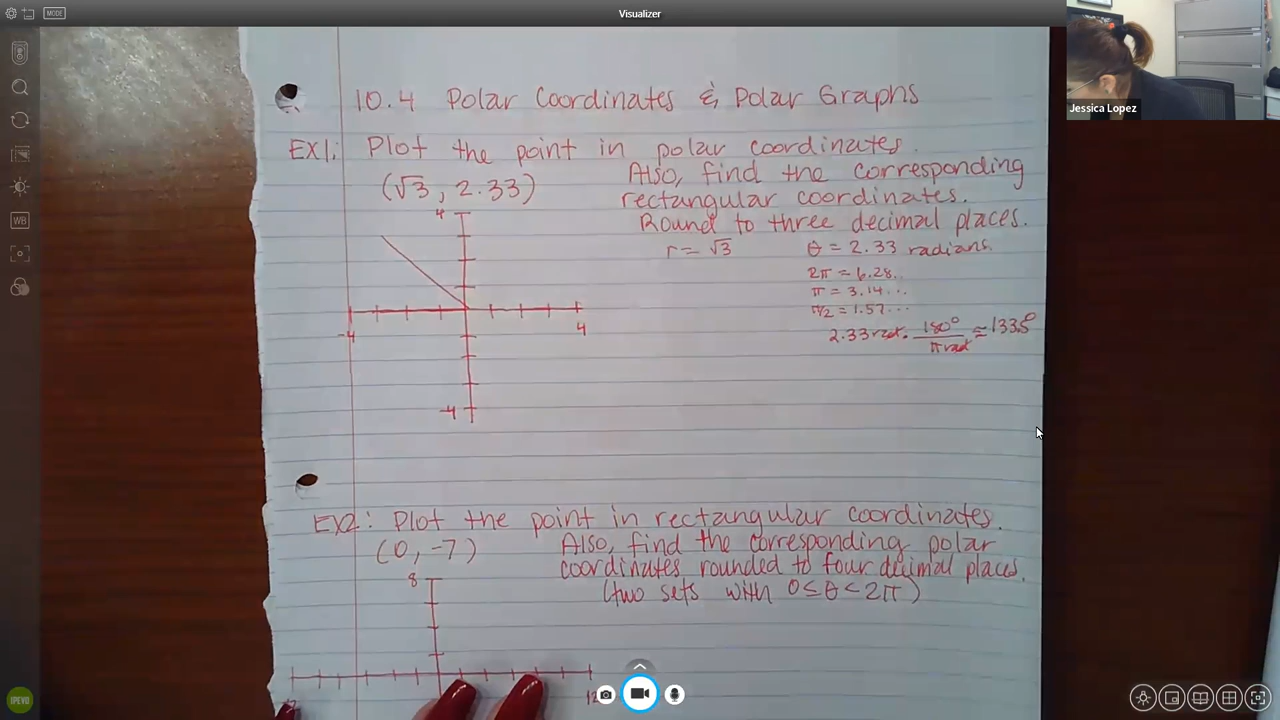 MODE
Visualizer
Jessica Lopez
WB
10.4 Polar Coordinates & Polar Graphs
EX1: Plot the point in polar coordinates.
(√3, 2.33)
Also, find the corresponding
rectangular coordinates.
Round to three decimal places.
r = √3
θ = 2.33 radians.
2π = 6.28..
π = 3.14...
π/2 = 1.57...
2.33 rad. 180°/π rad ≈ 133.5°
4
-4
4
-4
EX2: Plot the point in rectangular coordinates.
(0, -7)
Also, find the corresponding polar
coordinates rounded to four decimal places.
(two sets with 0≤θ<2π)
8
12
IPEVO